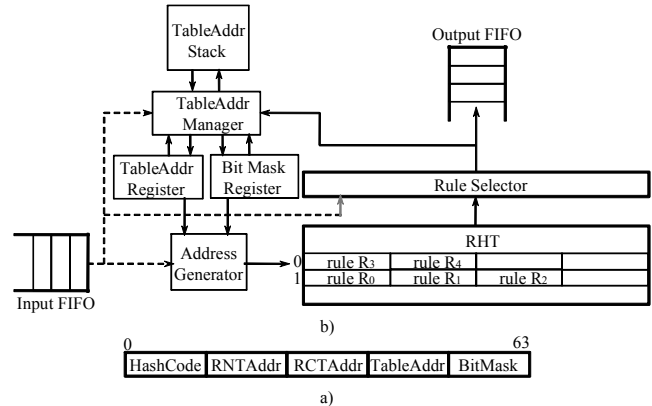 TableAddr
Stack
Output FIFO
TableAddr
Manager
TableAddr
Register
Bit Mask
Register
Rule Selector
Address
Generator
RHT
0 rule R₃ rule R₄
1 rule R₀ rule R₁ rule R₂
Input FIFO
b)
0 63
HashCode RNTAddr RCTAddr TableAddr BitMask
a)